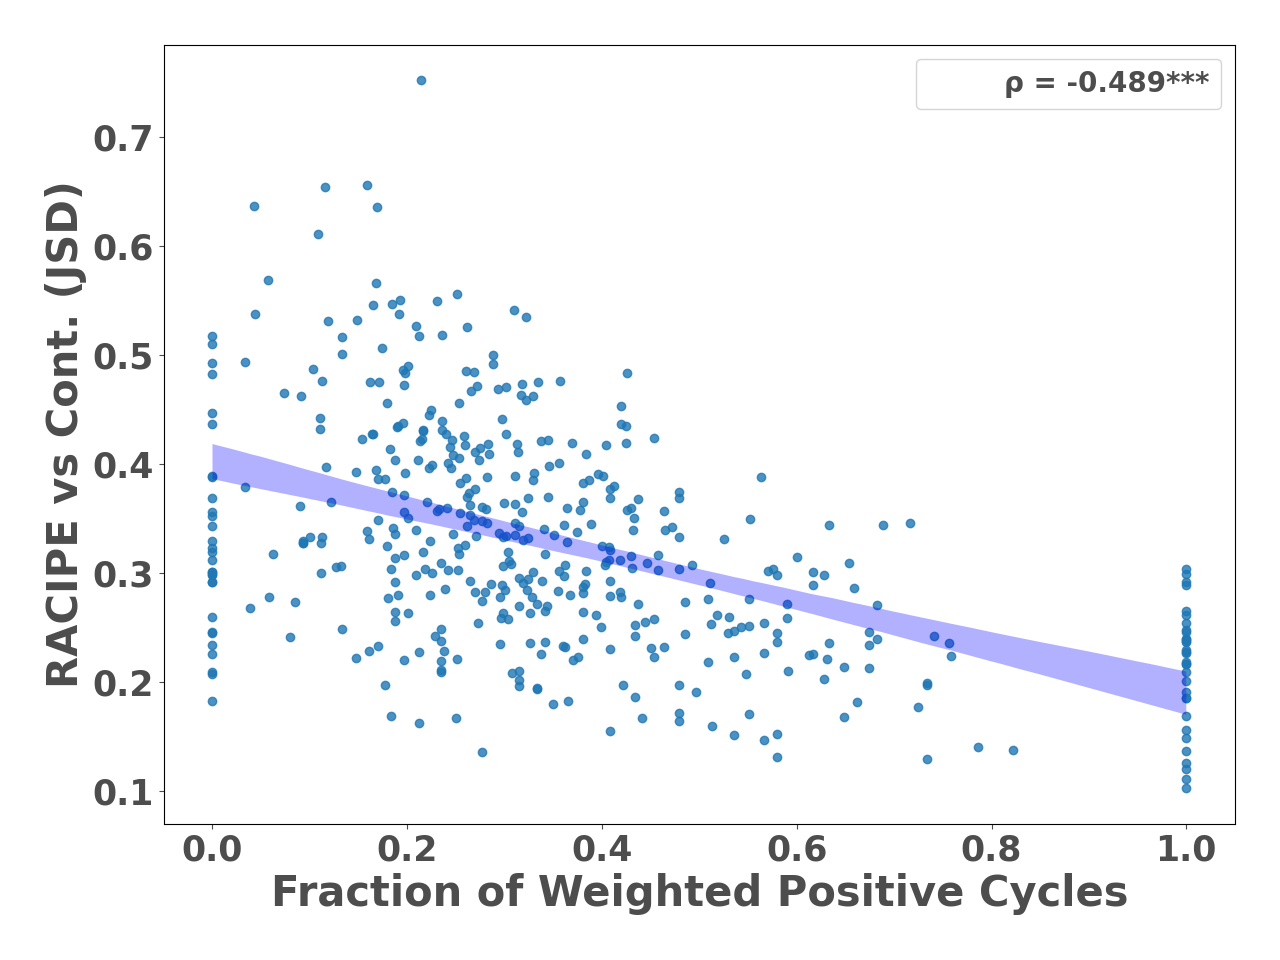 ρ = -0.489***
RACIPE vs Cont. (JSD)
0.7
0.6
0.5
0.4
0.3
0.2
0.1
0.0 0.2 0.4 0.6 0.8 1.0
Fraction of Weighted Positive Cycles